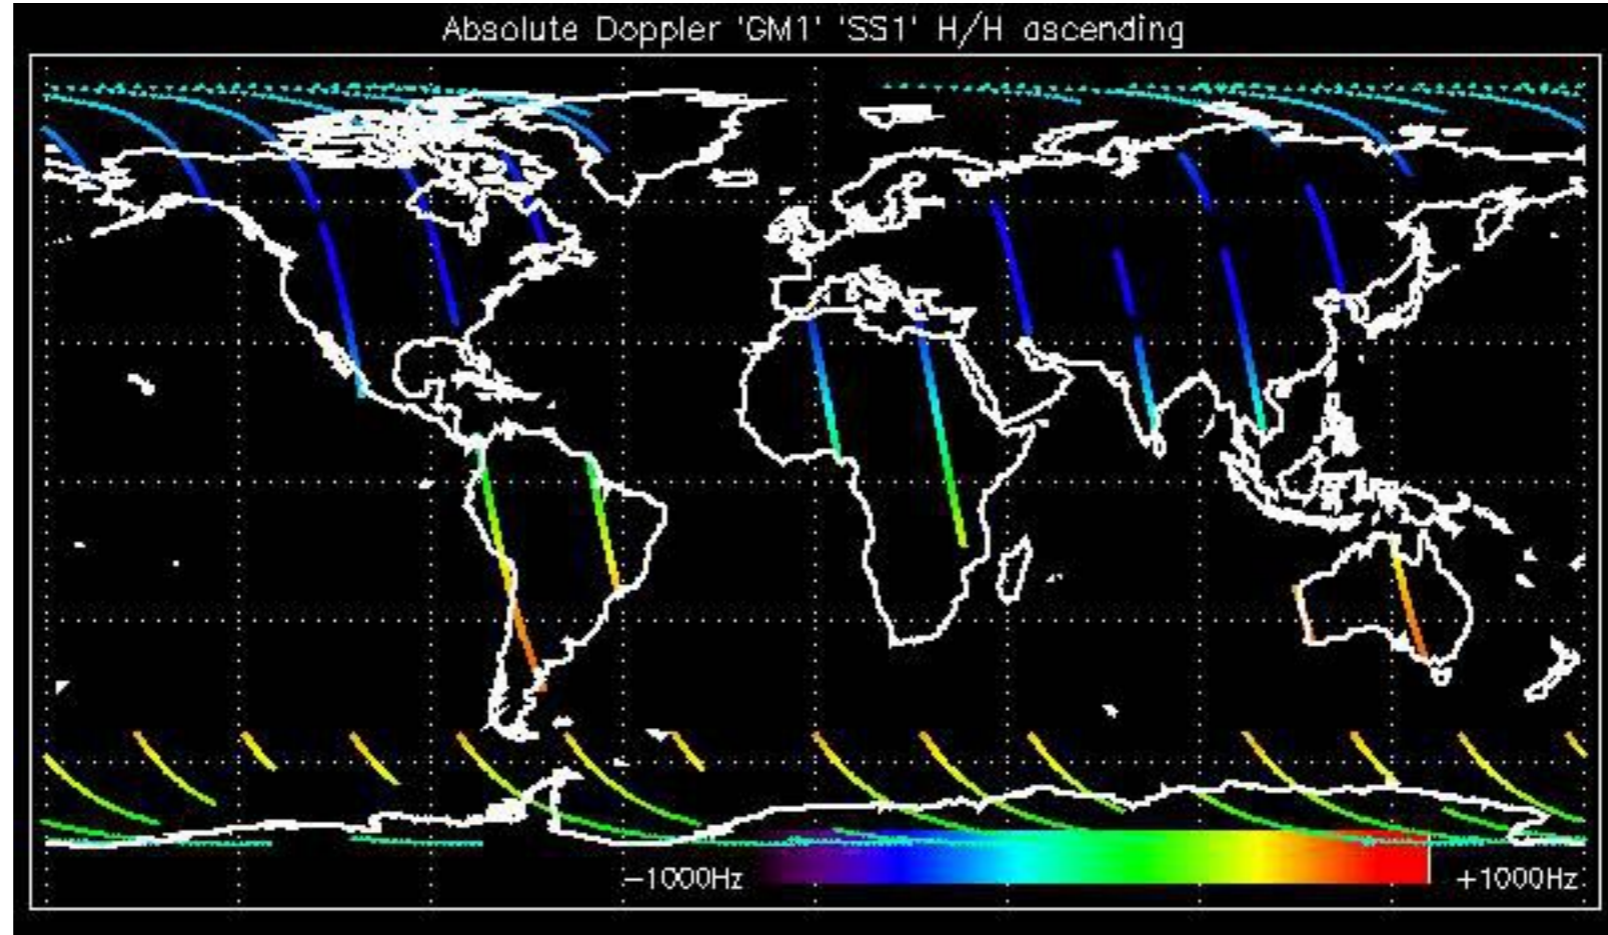 Absolute Doppler 'GM1' 'SS1' H/H ascending
-1000Hz
+1000Hz